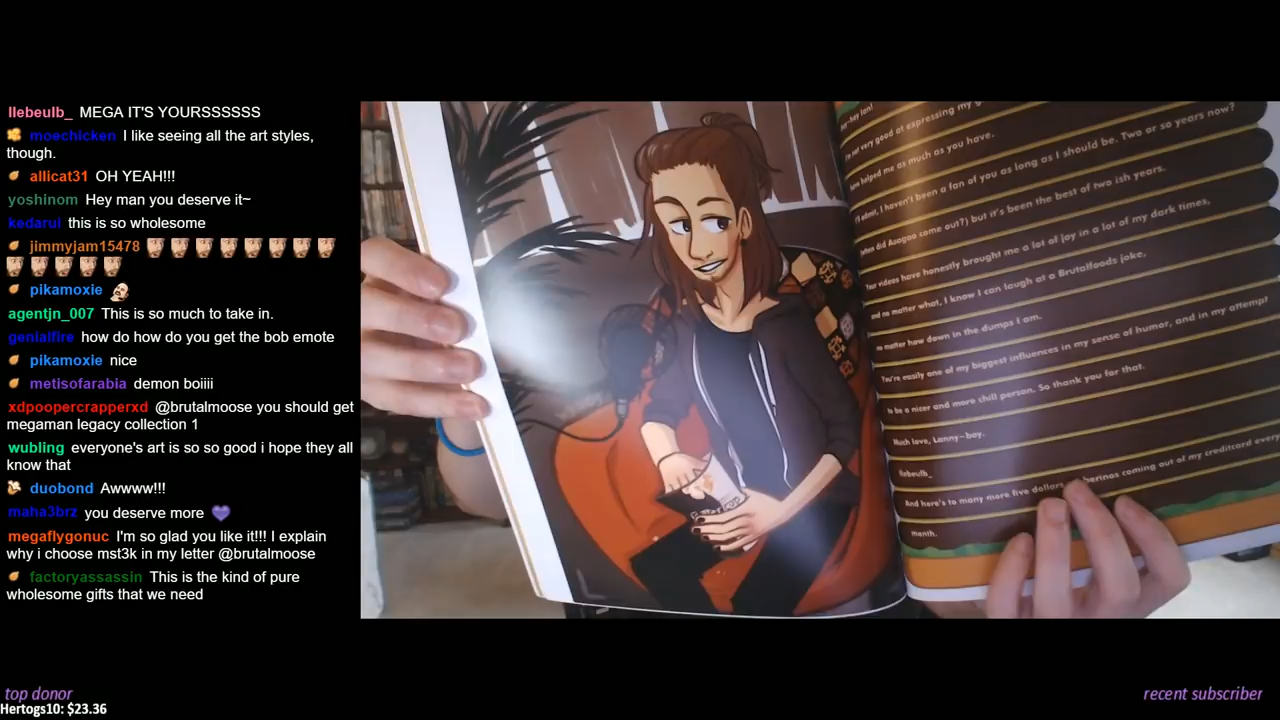 llebeulb_ MEGA IT'S YOURSSSSSS
moechicken I like seeing all the art styles,
though.
allicat31 OH YEAH!!!
yoshinom Hey man you deserve it~
kedarui this is so wholesome
jimmyjam15478
pikamoxie
agentjn_007 This is so much to take in.
genialfire how do how do you get the bob emote
pikamoxie nice
metisofarabia demon boiiii
xdpoopercrapperxd @brutalmoose you should get
megaman legacy collection 1
wubling everyone's art is so so good i hope they all
know that
duobond Awwww!!!
maha3brz you deserve more
megaflygonuc I'm so glad you like it!!! I explain
why i choose mst3k in my letter @brutalmoose
factoryassassin This is the kind of pure
wholesome gifts that we need
top donor
Hertogs10: $23.36
not very good at expressing my
have helped me as much as you have.
I admit, I haven't been a fan of you as long as I should be. Two or so years now?
did Asagao come out?) but it's been the best of two ish years.
Your videos have honestly brought me a lot of joy in a lot of my dark times,
and no matter what, I know I can laugh at a Brutalfoods joke,
no matter how down in the dumps I am.
You're easily one of my biggest influences in my sense of humor, and in my attempt
to be a nicer and more chill person. So thank you for that.
Much love, Lanny-boy.
llebeulb_
And here's to many more five dollars coming out of my creditcard every
month.
recent subscriber